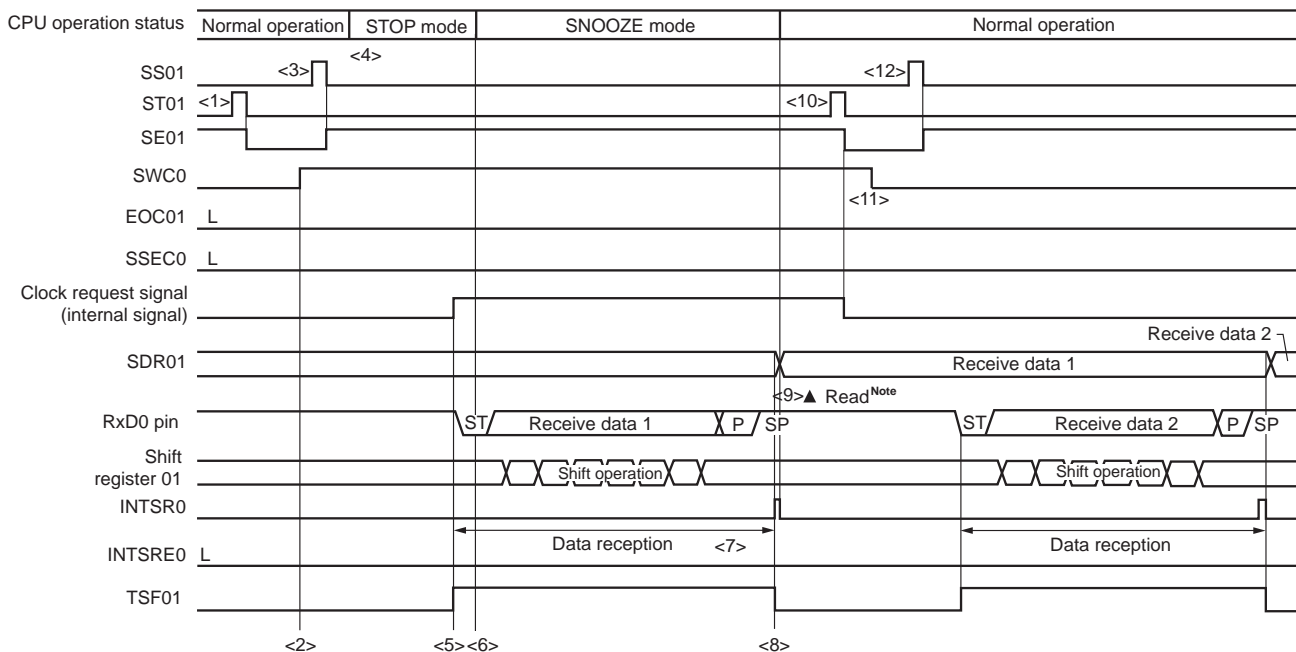 CPU operation status Normal operation STOP mode SNOOZE mode Normal operation
<4>
SS01 <3> <12>
ST01 <1> <10>
SE01
SWC0
<11>
EOC01 L
SSEC0 L
Clock request signal
(internal signal)
Receive data 2
SDR01 Receive data 1
<9>▲ Read Note
RxD0 pin ST Receive data 1 P SP ST Receive data 2 P SP
Shift
register 01 Shift operation Shift operation
INTSR0
Data reception <7> Data reception
INTSRE0 L
TSF01
<2> <5> <6> <8>